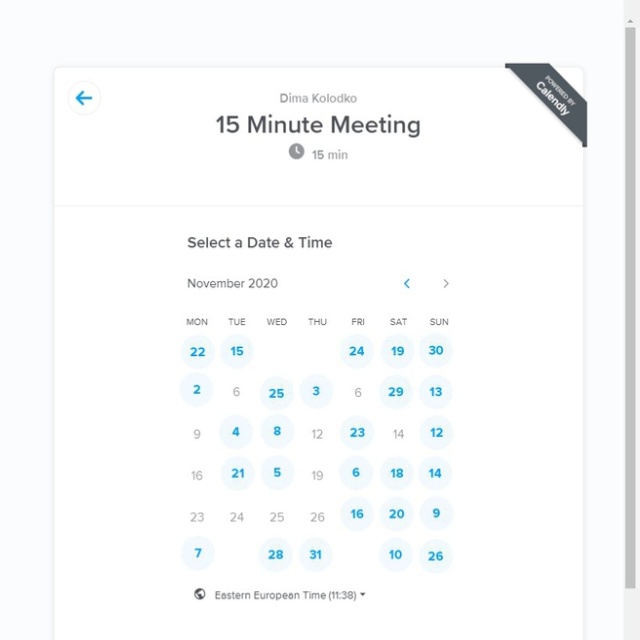 POWERED BY
Calendly
Dima Kolodko
15 Minute Meeting
15 min
Select a Date & Time
November 2020
MON TUE WED THU FRI SAT SUN
22 15 24 19 30
2 6 25 3 6 29 13
9 4 8 12 23 14 12
16 21 5 19 6 18 14
23 24 25 26 16 20 9
7 28 31 10 26
Eastern European Time (11:38)